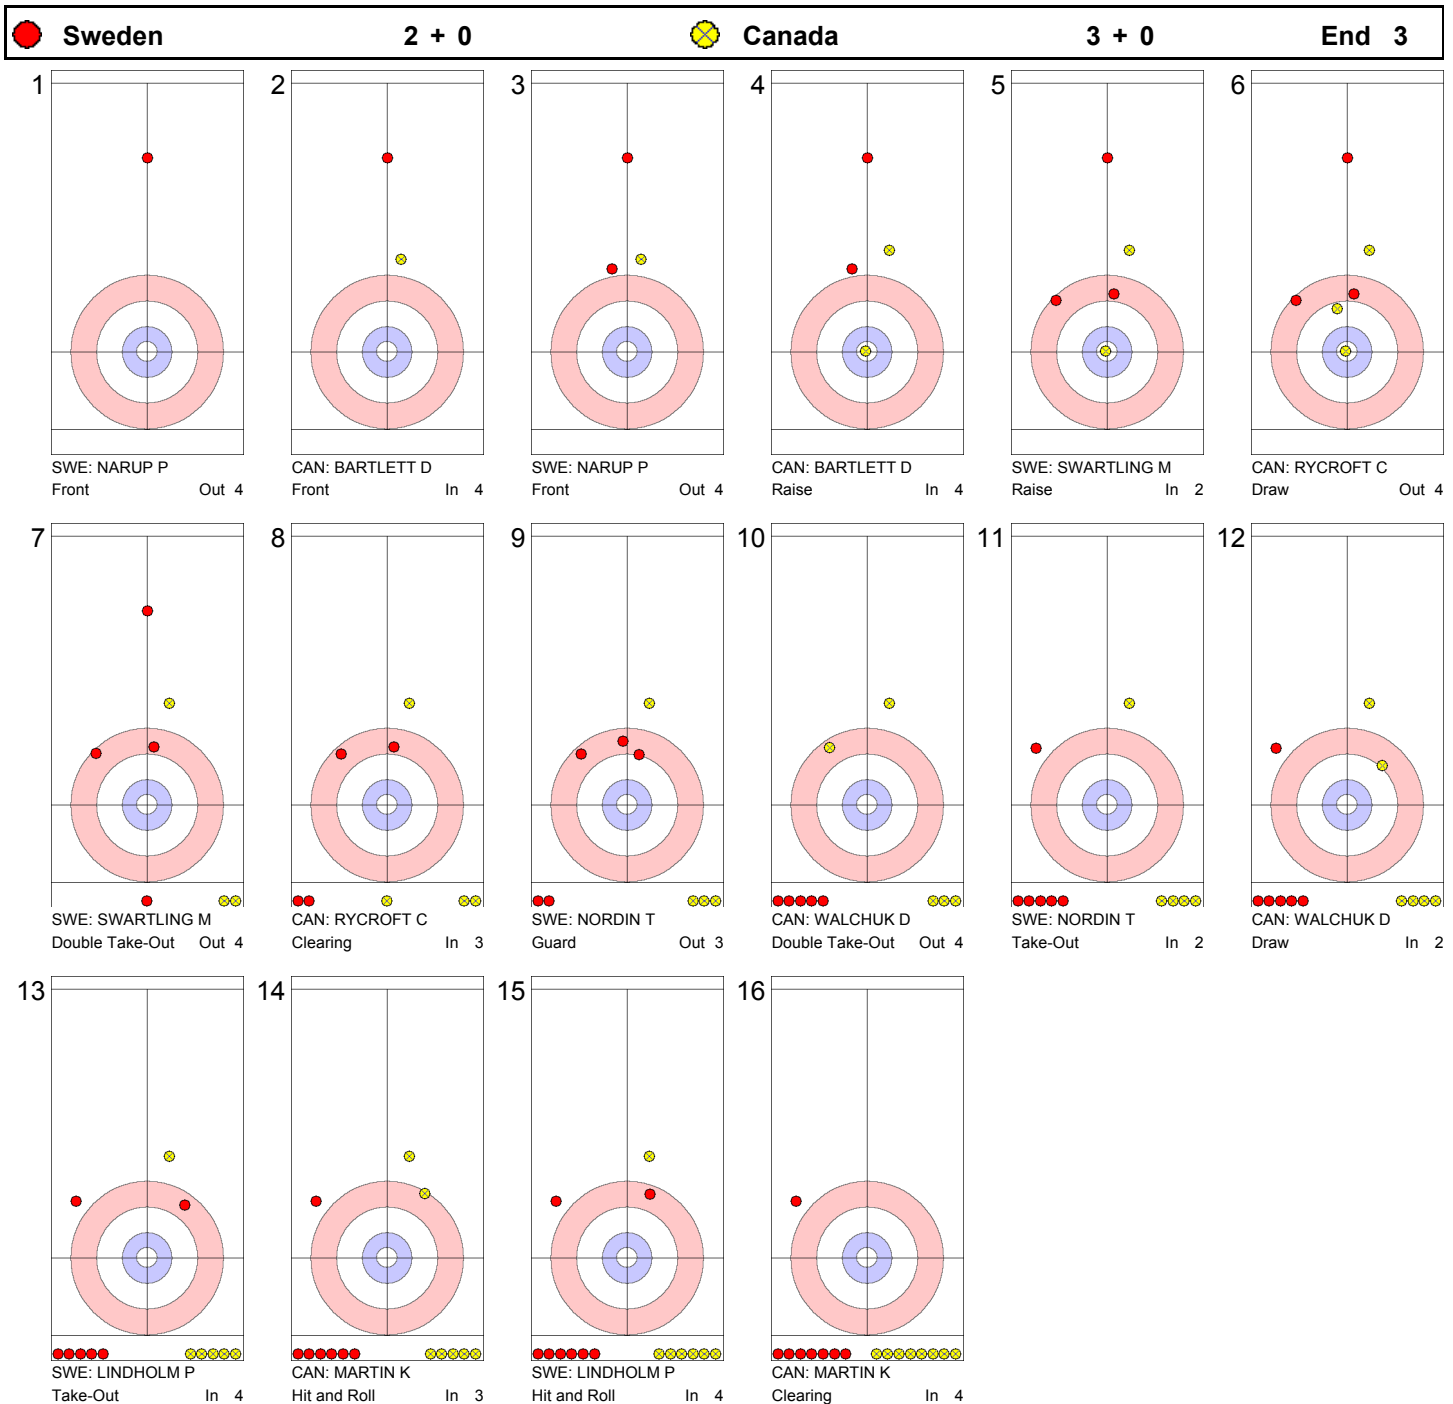 Sweden 2 + 0 Canada 3 + 0 End 3
1 2 3 4 5 6
SWE: NARUP P CAN: BARTLETT D SWE: NARUP P CAN: BARTLETT D SWE: SWARTLING M CAN: RYCROFT C
Front Out 4 Front In 4 Front Out 4 Raise In 4 Raise In 2 Draw Out 4
7 8 9 10 11 12
SWE: SWARTLING M CAN: RYCROFT C SWE: NORDIN T CAN: WALCHUK D SWE: NORDIN T CAN: WALCHUK D
Double Take-Out Out 4 Clearing In 3 Guard Out 3 Double Take-Out Out 4 Take-Out In 2 Draw In 2
13 14 15 16
SWE: LINDHOLM P CAN: MARTIN K SWE: LINDHOLM P CAN: MARTIN K
Take-Out In 4 Hit and Roll In 3 Hit and Roll In 4 Clearing In 4